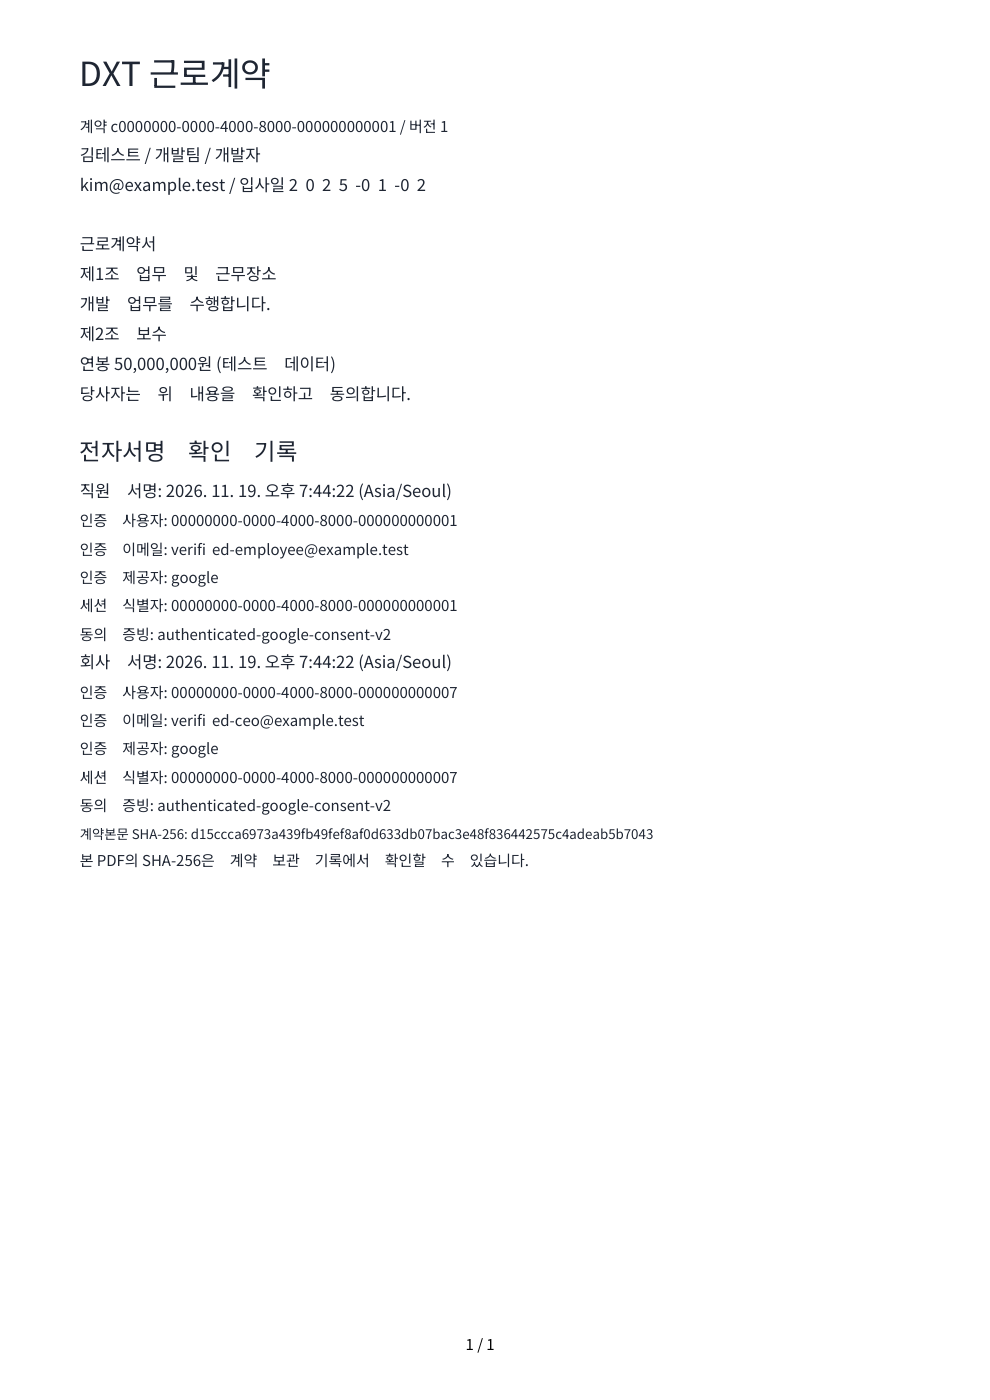 DXT 근로계약
계약 c0000000-0000-4000-8000-000000000001 / 버전 1
김테스트 / 개발팀 / 개발자
kim@example.test / 입사일 2025-01-02
근로계약서
제1조 업무 및 근무장소
개발 업무를 수행합니다.
제2조 보수
연봉 50,000,000원 (테스트 데이터)
당사자는 위 내용을 확인하고 동의합니다.
전자서명 확인 기록
직원 서명: 2026. 11. 19. 오후 7:44:22 (Asia/Seoul)
인증 사용자: 00000000-0000-4000-8000-000000000001
인증 이메일: verified-employee@example.test
인증 제공자: google
세션 식별자: 00000000-0000-4000-8000-000000000001
동의 증빙: authenticated-google-consent-v2
회사 서명: 2026. 11. 19. 오후 7:44:22 (Asia/Seoul)
인증 사용자: 00000000-0000-4000-8000-000000000007
인증 이메일: verified-ceo@example.test
인증 제공자: google
세션 식별자: 00000000-0000-4000-8000-000000000007
동의 증빙: authenticated-google-consent-v2
계약본문 SHA-256: d15ccca6973a439fb49fef8af0d633db07bac3e48f836442575c4adeab5b7043
본 PDF의 SHA-256은 계약 보관 기록에서 확인할 수 있습니다.
1 / 1